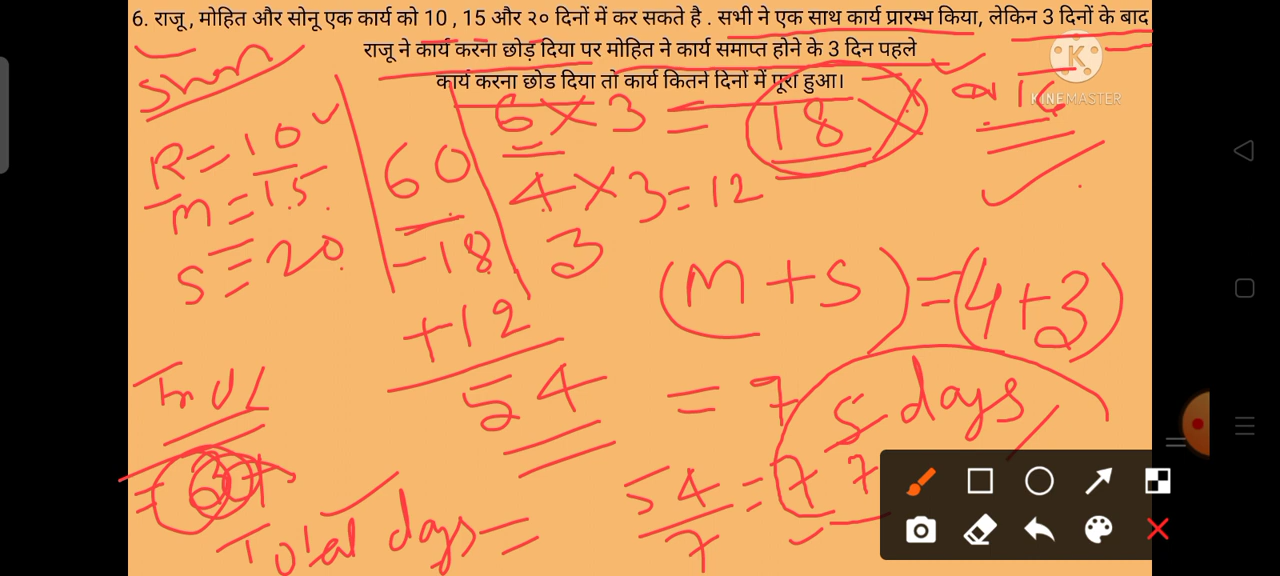 6. राजू , मोहित और सोनू एक कार्य को 10 , 15 और २० दिनों में कर सकते है . सभी ने एक साथ कार्य प्रारम्भ किया, लेकिन 3 दिनों के बाद
राजू ने कार्य करना छोड़ दिया पर मोहित ने कार्य समाप्त होने के 3 दिन पहले
कार्य करना छोड दिया तो कार्य कितने दिनों में पूरा हुआ।
KINEMASTER
R = 10
M = 15
S = 20
60
-18
+12
54
6 × 3 = 18
4 × 3 = 12
3
(M + S) = (4 + 3)
= 7
Total days =
54/7 = 7 5/7 days